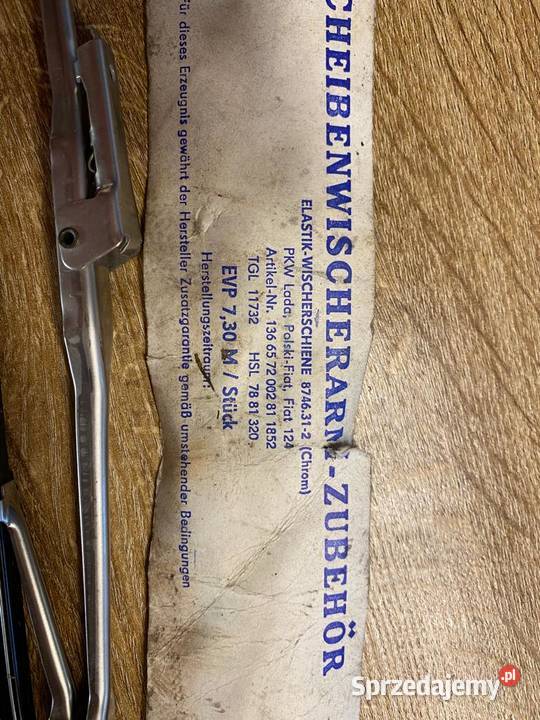 CHEIBENWISCHERARM-ZUBEHÖR
ELASTIK-WISCHERSCHIENE 8746.31-2 (Chrom)
PKW Lada, Polski-Fiat, Fiat 124
Artikel-Nr. 136 65 72 002 81 1852
TGL 11732 HSL 78 81 320
EVP 7,30 M / Stück
Herstellungszeitraum:
Für dieses Erzeugnis gewährt der Hersteller Zusatzgarantie gemäß umstehender Bedingungen
Sprzedajemy.pl